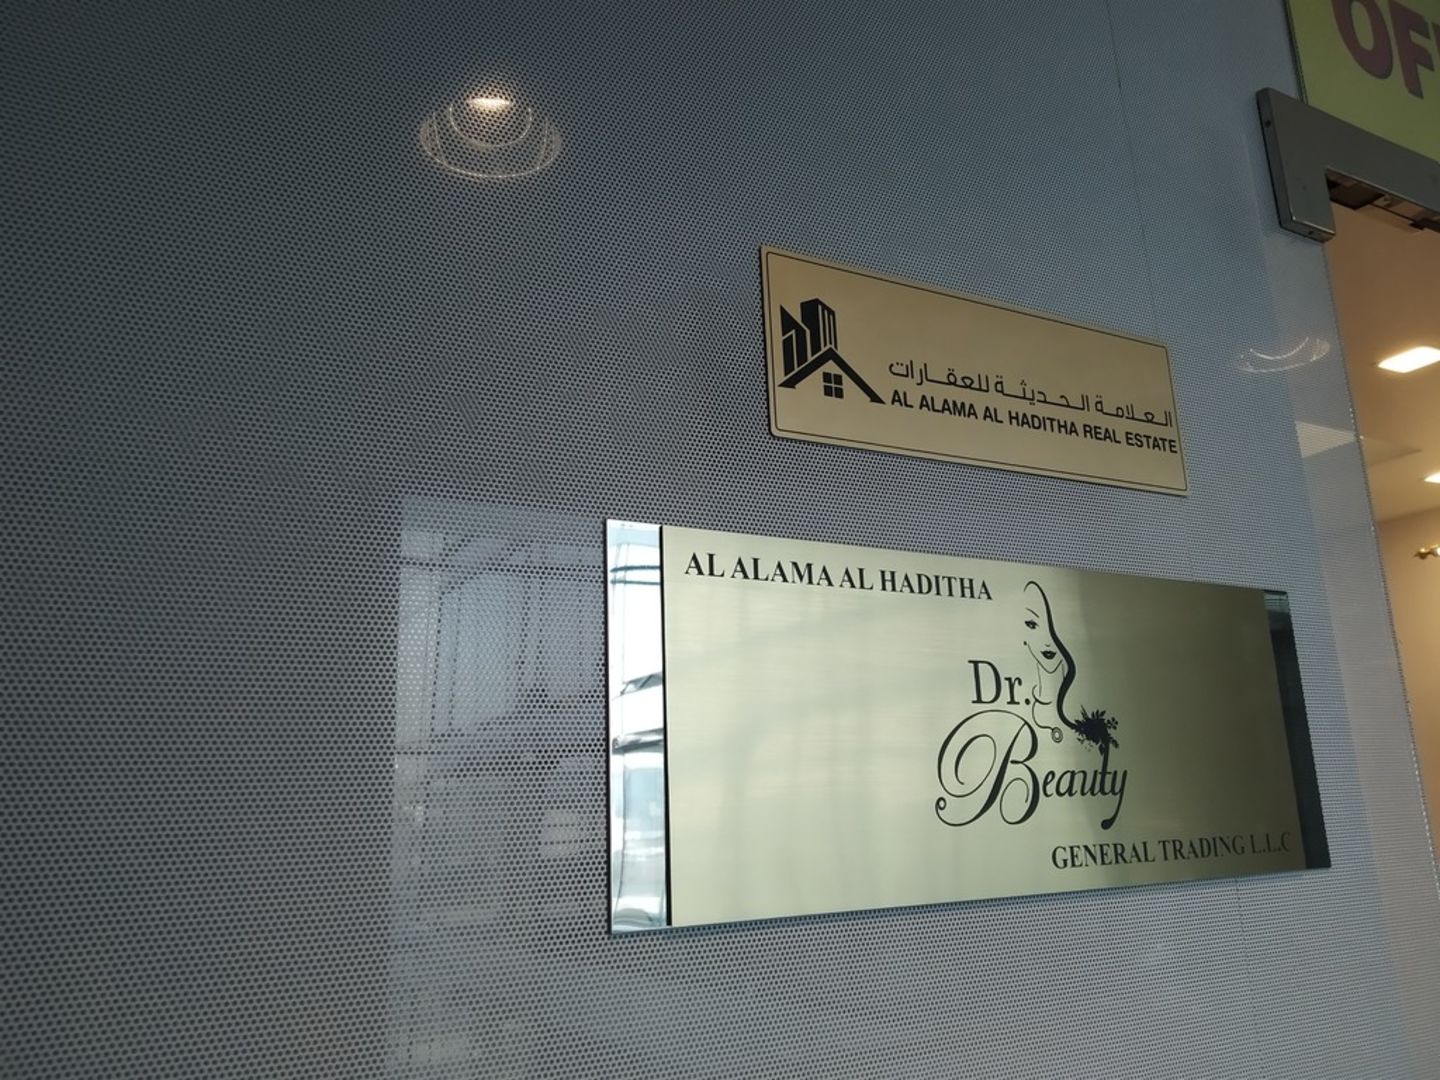 العلامة الحديثة للعقارات
AL ALAMA AL HADITHA REAL ESTATE
AL ALAMA AL HADITHA
Dr.
Beauty
GENERAL TRADING L.L.C